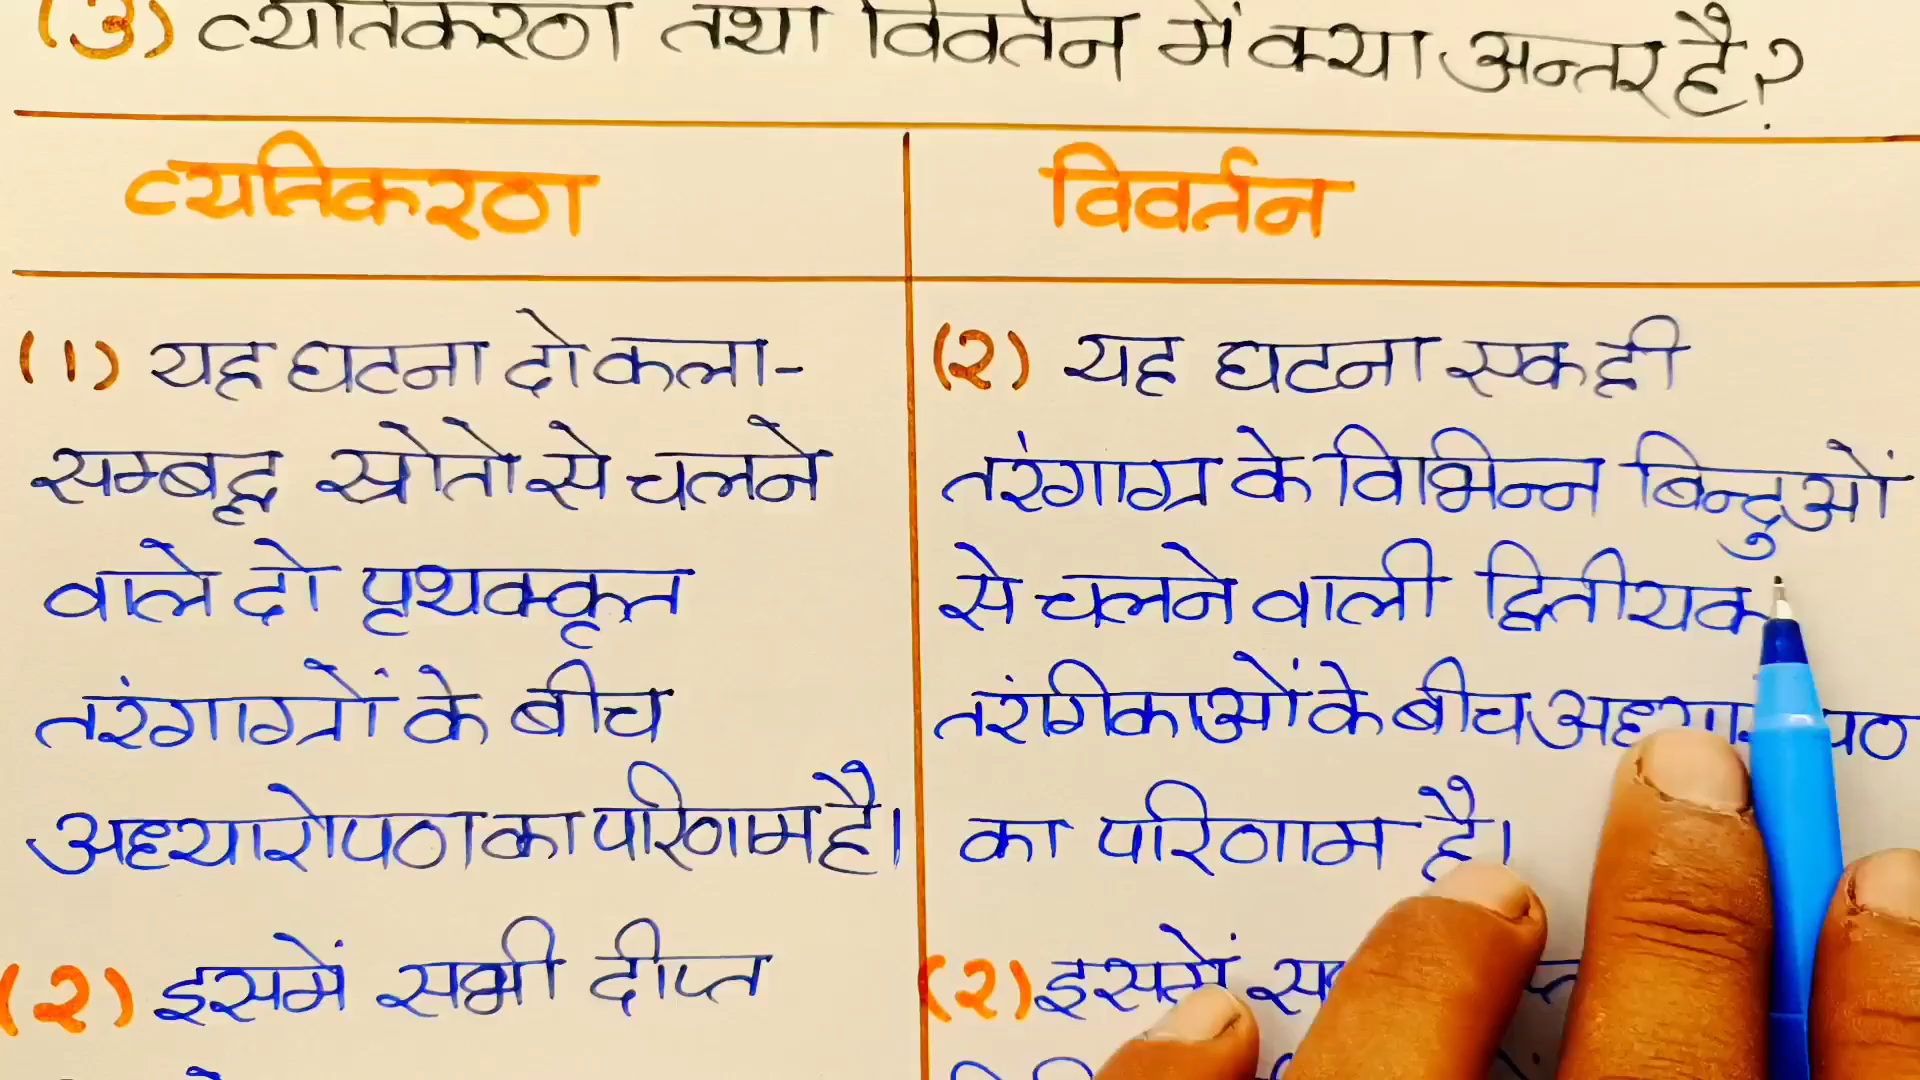 (3) व्यतिकरण तथा विवर्तन में क्या अन्तर है?
व्यतिकरण
विवर्तन
(1) यह घटना दो कला-
सम्बद्ध स्रोतो से चलने
वाले दो पृथक्कृत
तरंगाग्रों के बीच
अध्यारोपण का परिणाम है।
(2) इसमें सभी दीप्त
(१) यह घटना एक ही
तरंगाग्र के विभिन्न बिन्दुओं
से चलने वाली द्वितीयक
तरंगिकाओं के बीच
का परिणाम है।
(2) इसमें